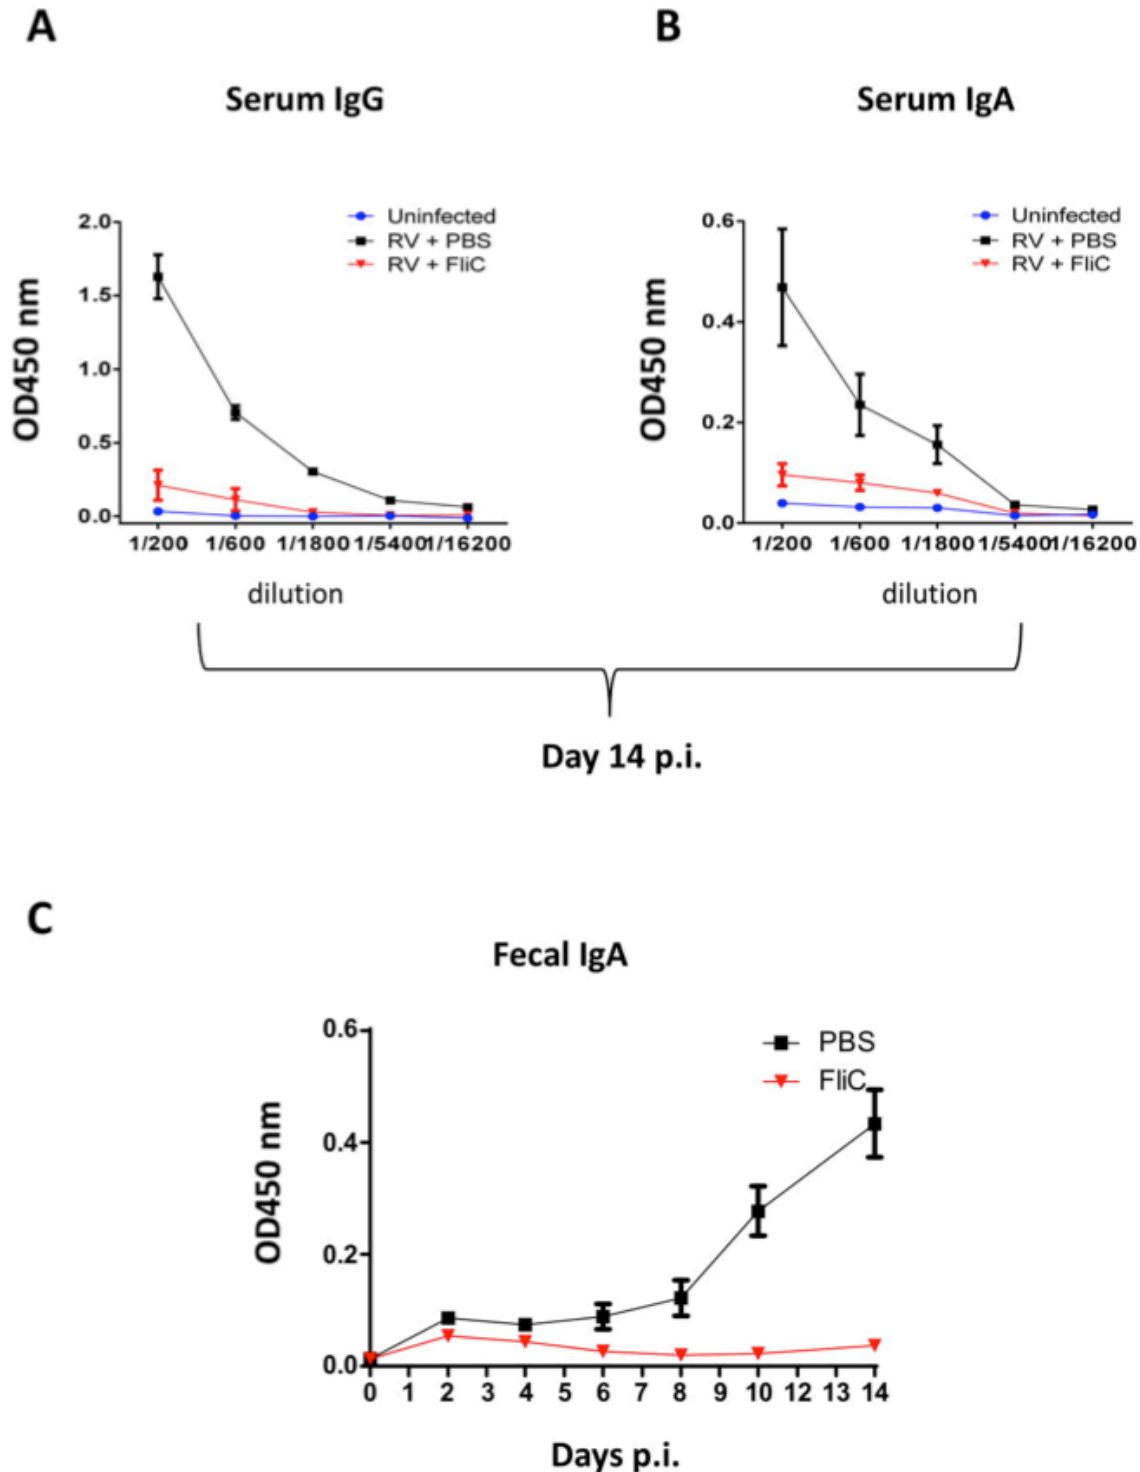 A
Serum IgG
OD450 nm
2.0
1.5
1.0
0.5
0.0
Uninfected
RV + PBS
RV + FliC
1/200 1/600 1/1800 1/5400 1/16200
dilution
B
Serum IgA
OD450 nm
0.6
0.4
0.2
0.0
Uninfected
RV + PBS
RV + FliC
1/200 1/600 1/1800 1/5400 1/16200
dilution
Day 14 p.i.
C
Fecal IgA
OD450 nm
0.6
0.4
0.2
0.0
PBS
FliC
0 1 2 3 4 5 6 7 8 9 10 12 13 14
Days p.i.